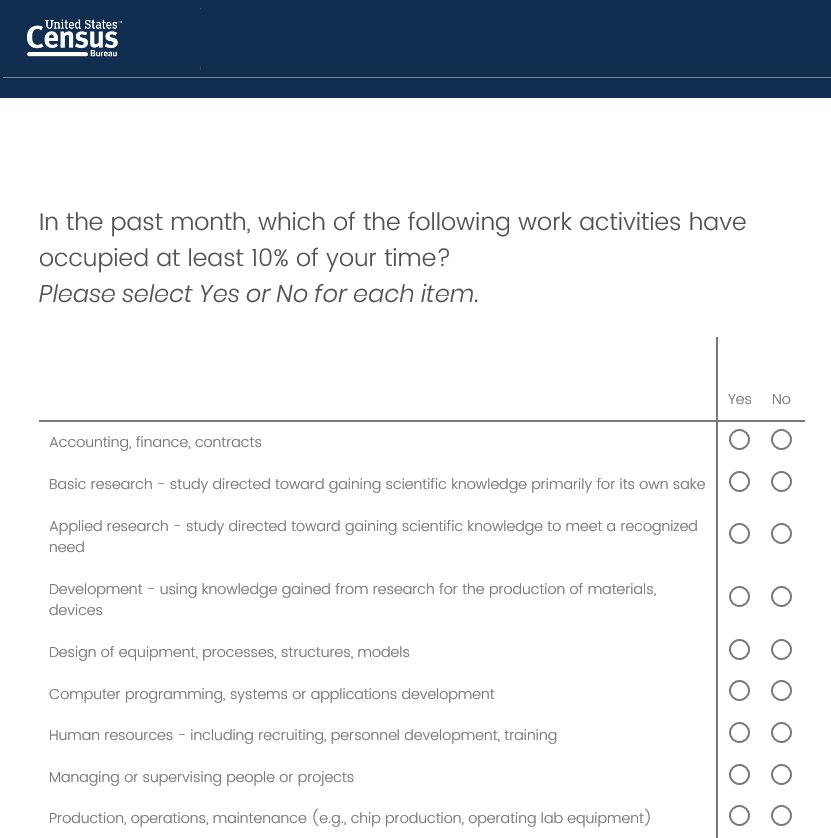 United States™
Census
Bureau
In the past month, which of the following work activities have
occupied at least 10% of your time?
Please select Yes or No for each item.
Yes No
Accounting, finance, contracts
Basic research - study directed toward gaining scientific knowledge primarily for its own sake
Applied research - study directed toward gaining scientific knowledge to meet a recognized
need
Development - using knowledge gained from research for the production of materials,
devices
Design of equipment, processes, structures, models
Computer programming, systems or applications development
Human resources - including recruiting, personnel development, training
Managing or supervising people or projects
Production, operations, maintenance (e.g., chip production, operating lab equipment)